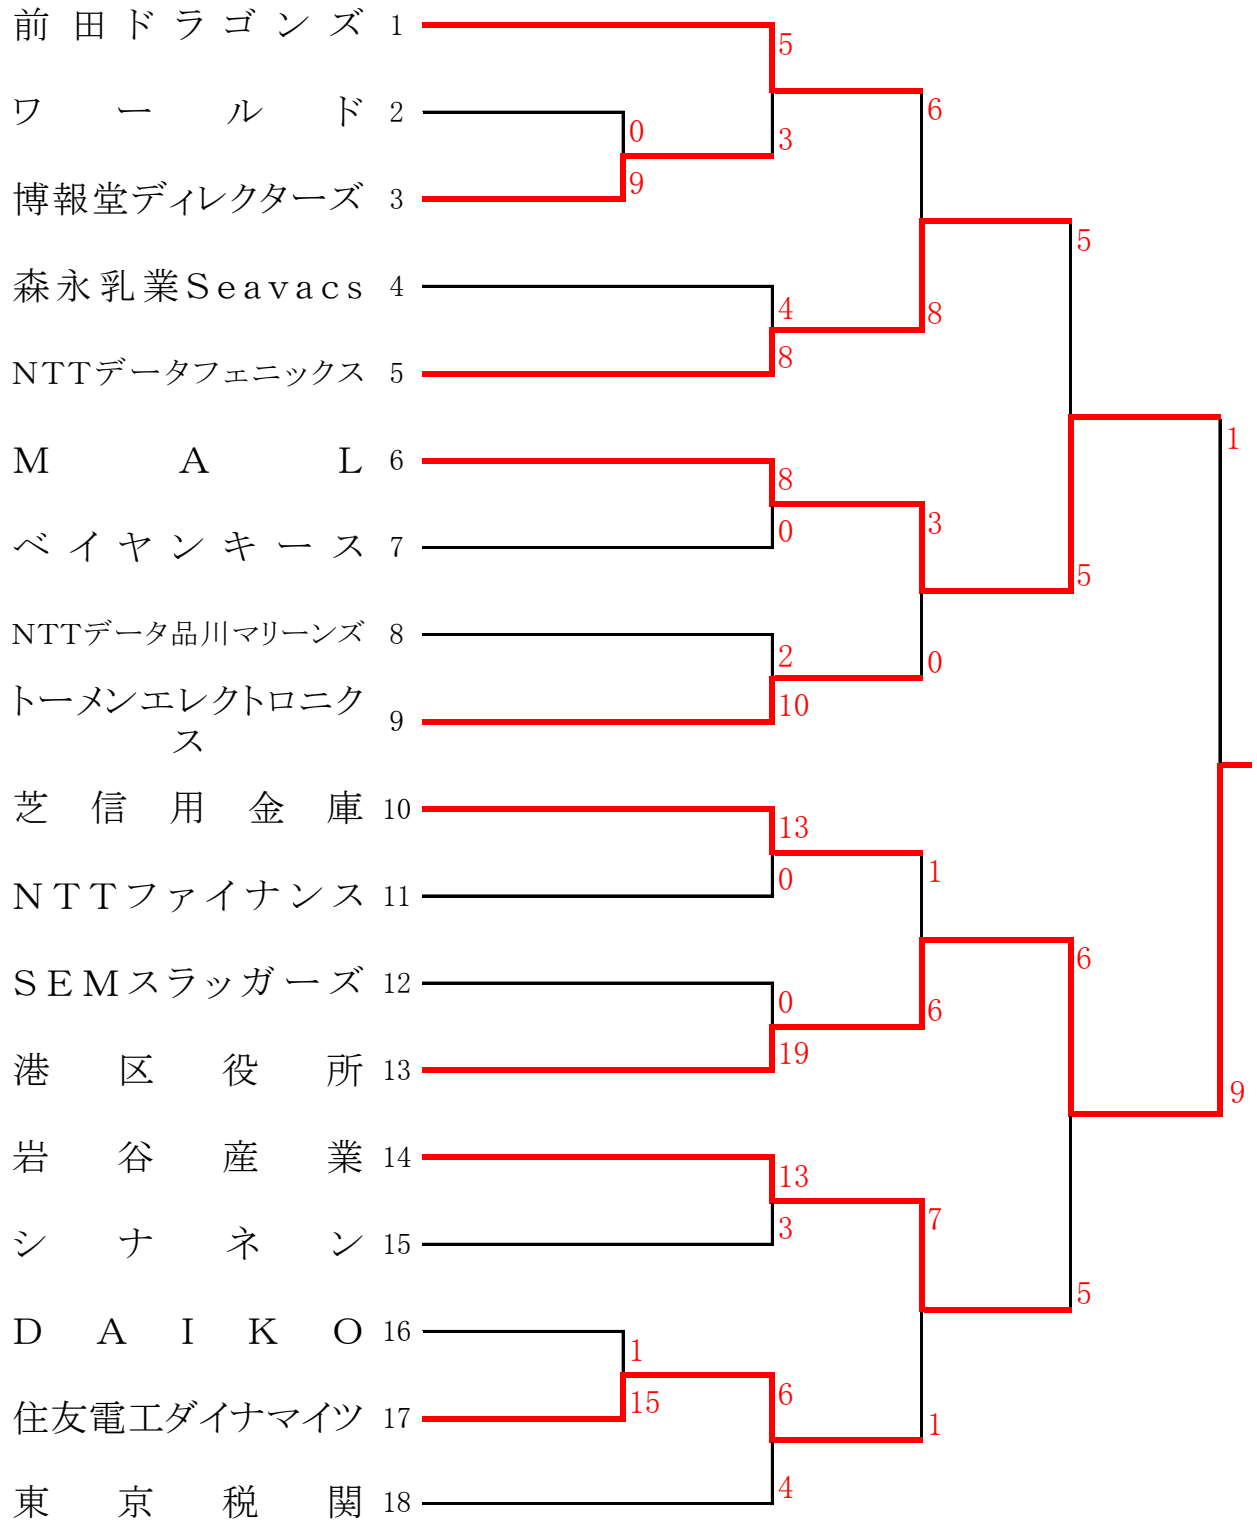 前田ドラゴンズ 1
5
ワールド 2
6
0
3
博報堂ディレクターズ 3
9
5
森永乳業Seavacs 4
4
8
NTTデータフェニックス 5
8
1
MAL 6
8
3
ベイヤンキース 7
0
5
NTTデータ品川マリーンズ 8
2
0
トーメンエレクトロニク
ス
9
10
芝信用金庫 10
13
1
NTTファイナンス 11
0
6
SEMスラッガーズ 12
0
6
港区役所 13
19
9
岩谷産業 14
13
7
シナネン 15
3
5
DAIKO 16
1
住友電工ダイナマイツ 17
15
6
1
東京税関 18
4